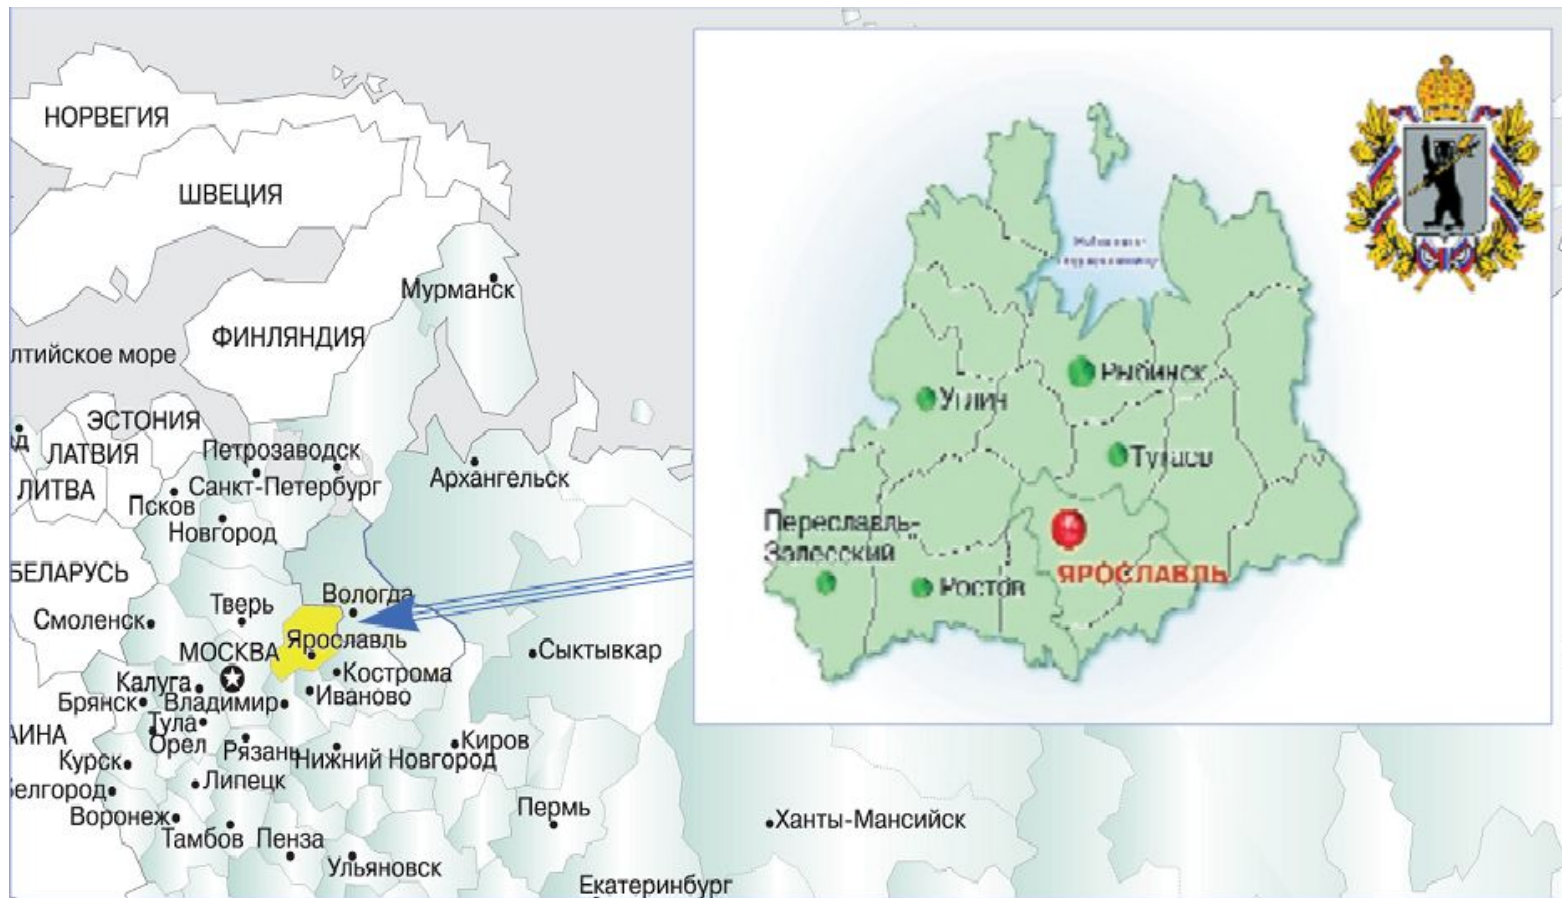 НОРВЕГИЯ
ШВЕЦИЯ
Мурманск
ФИНЛЯНДИЯ
лтийское море
ЭСТОНИЯ
ЛАТВИЯ
ЛИТВА
Петрозаводск
Санкт-Петербург
Архангельск
Псков
Новгород
БЕЛАРУСЬ
Вологда
Тверь
Смоленск
Ярославль
МОСКВА
Сыктывкар
Кострома
Калуга
Иваново
Брянск
Владимир
Тула
АИНА
Орел
Рязань
Киров
Нижний Новгород
Курск
Липецк
Белгород
Воронеж
Пермь
Ханты-Мансийск
Тамбов
Пенза
Ульяновск
Екатеринбург
Рыбинск
Углич
Тутаев
Переславль-
Залесский
ЯРОСЛАВЛЬ
Ростов